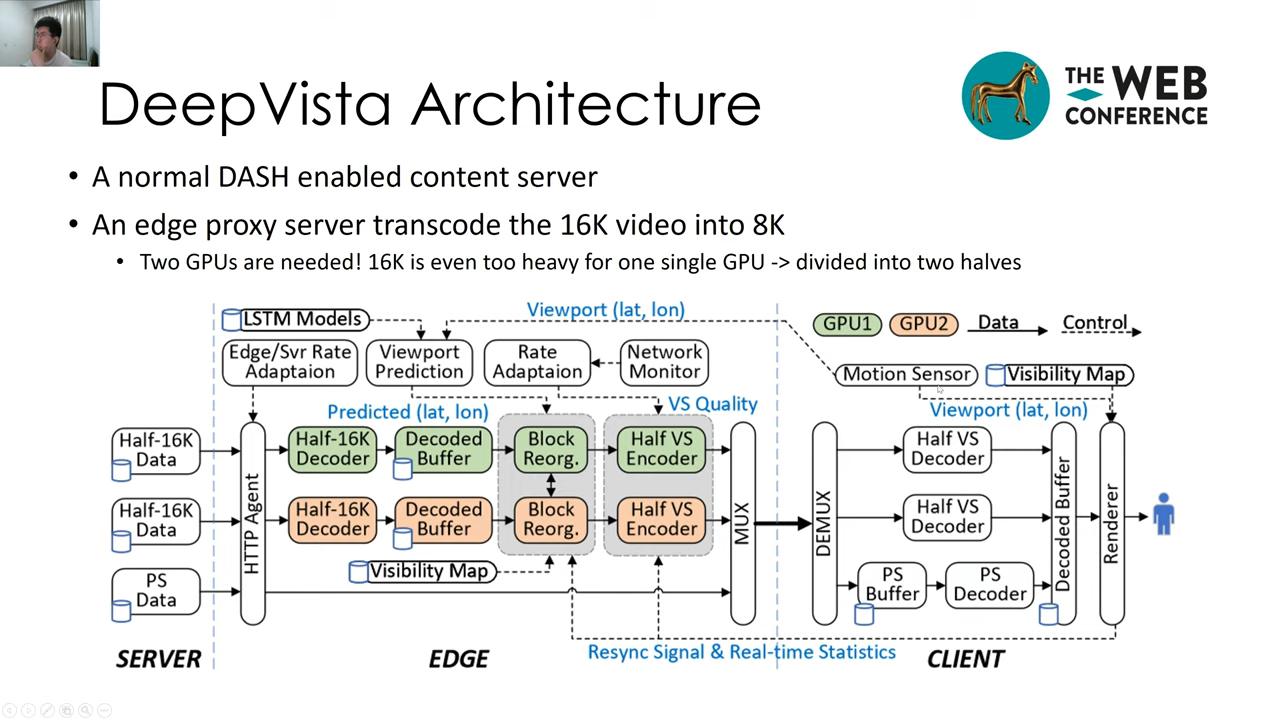 DeepVista Architecture
THE WEB
CONFERENCE
• A normal DASH enabled content server
• An edge proxy server transcode the 16K video into 8K
• Two GPUs are needed! 16K is even too heavy for one single GPU -> divided into two halves
LSTM Models
Viewport (lat, lon)
GPU1
GPU2
Data
Control
Edge/Svr Rate
Adaptaion
Viewport
Prediction
Rate
Adaptaion
Network
Monitor
Motion Sensor
Visibility Map
Predicted (lat, lon)
VS Quality
Viewport (lat, lon)
Half-16K
Data
HTTP Agent
Half-16K
Decoder
Decoded
Buffer
Block
Reorg.
Half VS
Encoder
MUX
DEMUX
Half VS
Decoder
Decoded Buffer
Renderer
Half-16K
Data
Half-16K
Decoder
Decoded
Buffer
Block
Reorg.
Half VS
Encoder
Half VS
Decoder
Visibility Map
PS
Data
PS
Buffer
PS
Decoder
Resync Signal & Real-time Statistics
SERVER
EDGE
CLIENT